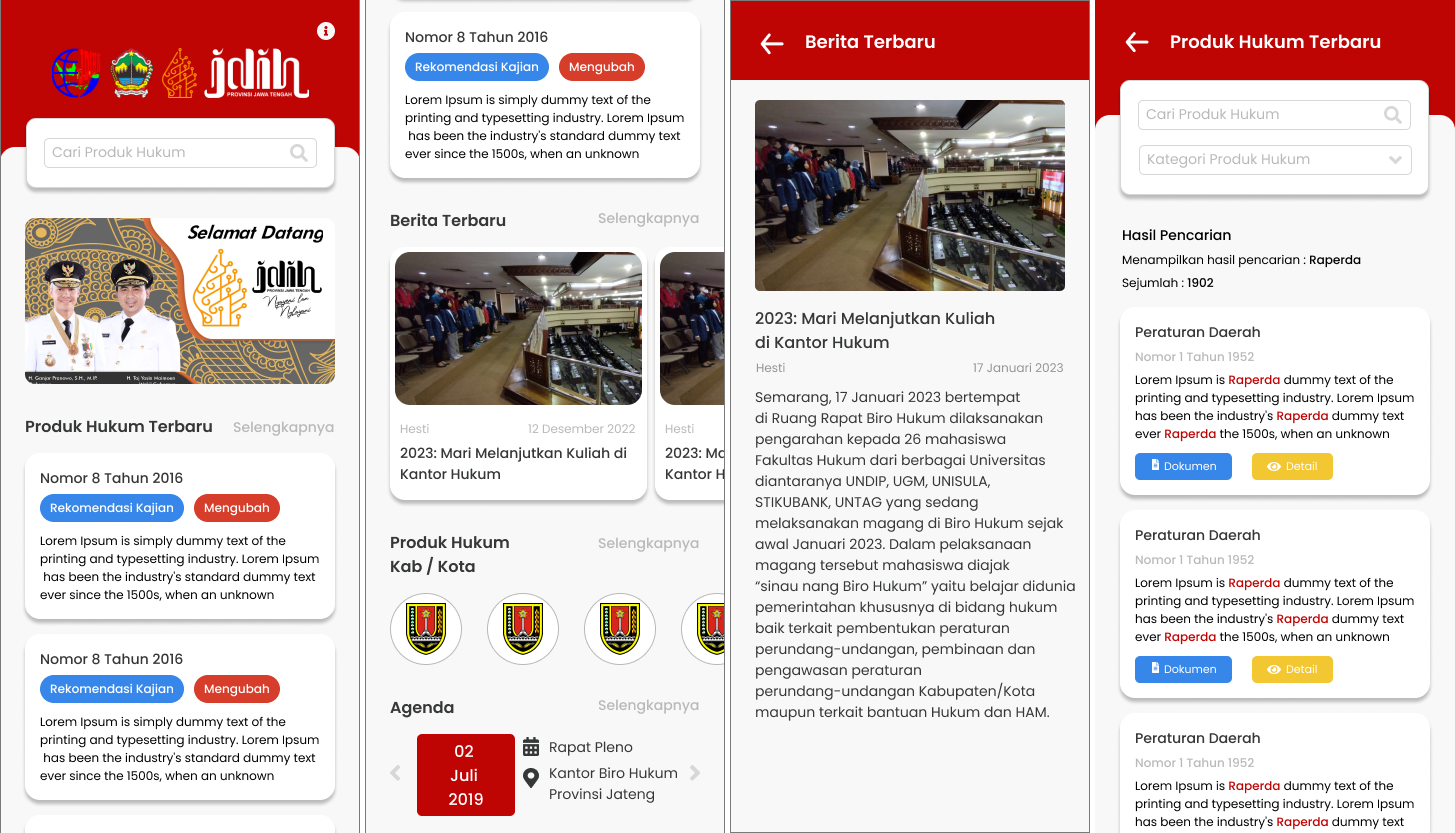 jdih
PROVINSI JAWA TENGAH
Cari Produk Hukum
Selamat Datang
jdih
PROVINSI JAWA TENGAH
Ngayomi lan
Nglayani
H. Ganjar Pranowo, S.H., M.IP.
H. Taj Yasin Maimoen
Produk Hukum Terbaru
Selengkapnya
Nomor 8 Tahun 2016
Rekomendasi Kajian
Mengubah
Lorem Ipsum is simply dummy text of the
printing and typesetting industry. Lorem Ipsum
has been the industry's standard dummy text
ever since the 1500s, when an unknown
Nomor 8 Tahun 2016
Rekomendasi Kajian
Mengubah
Lorem Ipsum is simply dummy text of the
printing and typesetting industry. Lorem Ipsum
has been the industry's standard dummy text
ever since the 1500s, when an unknown
Nomor 8 Tahun 2016
Rekomendasi Kajian
Mengubah
Lorem Ipsum is simply dummy text of the
printing and typesetting industry. Lorem Ipsum
has been the industry's standard dummy text
ever since the 1500s, when an unknown
Berita Terbaru
Selengkapnya
Hesti
12 Desember 2022
2023: Mari Melanjutkan Kuliah di
Kantor Hukum
Hesti
2023: Ma
Kantor H
Produk Hukum
Kab / Kota
Selengkapnya
Agenda
Selengkapnya
02
Juli
2019
Rapat Pleno
Kantor Biro Hukum
Provinsi Jateng
Berita Terbaru
2023: Mari Melanjutkan Kuliah
di Kantor Hukum
Hesti
17 Januari 2023
Semarang, 17 Januari 2023 bertempat
di Ruang Rapat Biro Hukum dilaksanakan
pengarahan kepada 26 mahasiswa
Fakultas Hukum dari berbagai Universitas
diantaranya UNDIP, UGM, UNISULA,
STIKUBANK, UNTAG yang sedang
melaksanakan magang di Biro Hukum sejak
awal Januari 2023. Dalam pelaksanaan
magang tersebut mahasiswa diajak
“sinau nang Biro Hukum” yaitu belajar didunia
pemerintahan khususnya di bidang hukum
baik terkait pembentukan peraturan
perundang-undangan, pembinaan dan
pengawasan peraturan
perundang-undangan Kabupaten/Kota
maupun terkait bantuan Hukum dan HAM.
Produk Hukum Terbaru
Cari Produk Hukum
Kategori Produk Hukum
Hasil Pencarian
Menampilkan hasil pencarian : Raperda
Sejumlah : 1902
Peraturan Daerah
Nomor 1 Tahun 1952
Lorem Ipsum is Raperda dummy text of the
printing and typesetting industry. Lorem Ipsum
has been the industry's Raperda dummy text
ever Raperda the 1500s, when an unknown
Dokumen
Detail
Peraturan Daerah
Nomor 1 Tahun 1952
Lorem Ipsum is Raperda dummy text of the
printing and typesetting industry. Lorem Ipsum
has been the industry's Raperda dummy text
ever Raperda the 1500s, when an unknown
Dokumen
Detail
Peraturan Daerah
Nomor 1 Tahun 1952
Lorem Ipsum is Raperda dummy text of the
printing and typesetting industry. Lorem Ipsum
has been the industry's Raperda dummy text